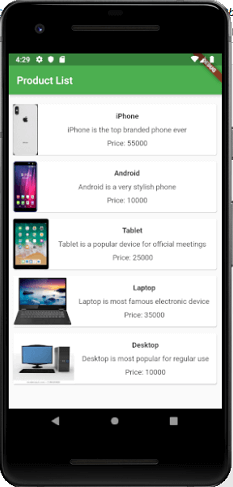 4:29
DEBUG
Product List
iPhone
iPhone is the top branded phone ever
Price: 55000
Android
Android is a very stylish phone
Price: 10000
Tablet
Tablet is a popular device for official meetings
Price: 25000
Laptop
Laptop is most famous electronic device
Price: 35000
Desktop
Desktop is most popular for regular use
Price: 10000